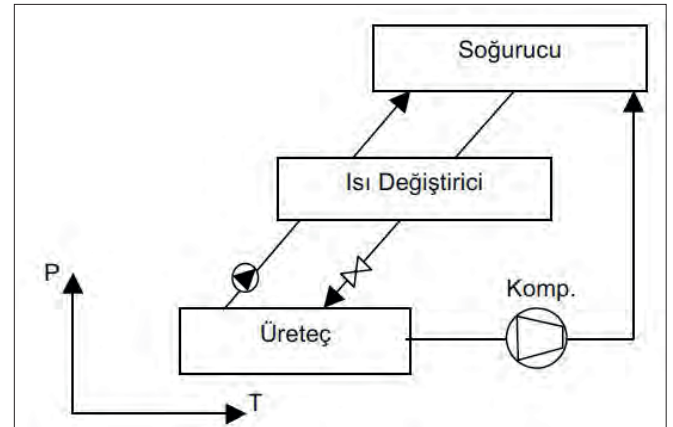 Soğurucu
Isı Değiştirici
P
Komp.
Üreteç
T